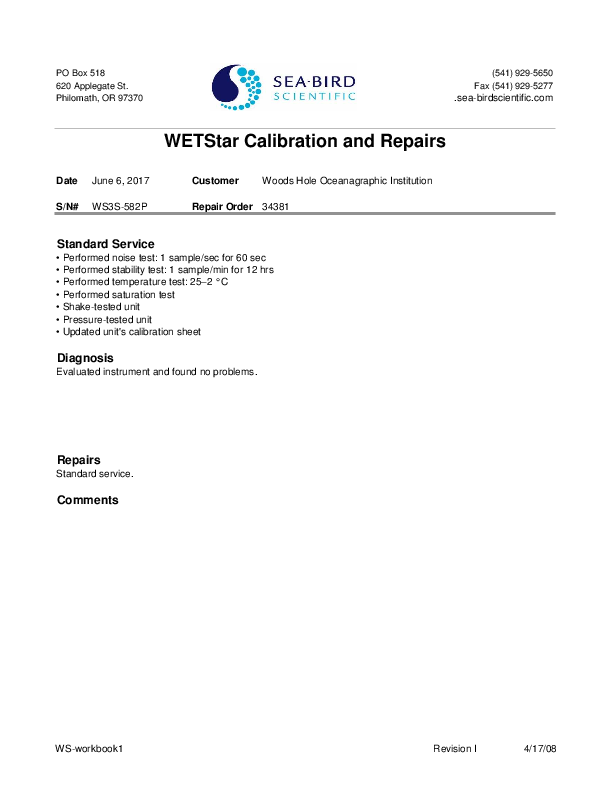 PO Box 518
620 Applegate St.
Philomath, OR 97370
SEA·BIRD
SCIENTIFIC
(541) 929-5650
Fax (541) 929-5277
.sea-birdscientific.com
WETStar Calibration and Repairs
Date June 6, 2017 Customer Woods Hole Oceanagraphic Institution
S/N# WS3S-582P Repair Order 34381
Standard Service
• Performed noise test: 1 sample/sec for 60 sec
• Performed stability test: 1 sample/min for 12 hrs
• Performed temperature test: 25–2 °C
• Performed saturation test
• Shake-tested unit
• Pressure-tested unit
• Updated unit's calibration sheet
Diagnosis
Evaluated instrument and found no problems.
Repairs
Standard service.
Comments
WS-workbook1 Revision I 4/17/08